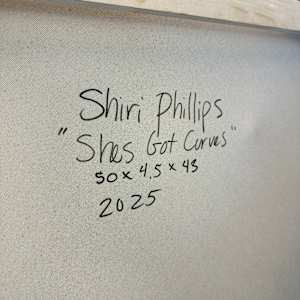 Shiri Phillips
"Shes Got Curves"
50 x 4.5 x 43
2025